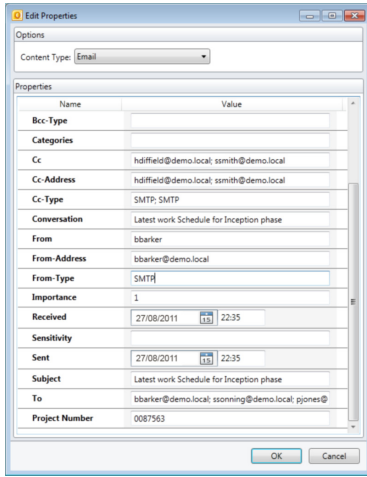 Edit Properties
Options
Content Type: Email
Properties
Name Value
Bcc-Type
Categories
Cc hdiffield@demo.local; ssmith@demo.local
Cc-Address hdiffield@demo.local; ssmith@demo.local
Cc-Type SMTP; SMTP
Conversation Latest work Schedule for Inception phase
From bbarker
From-Address bbarker@demo.local
From-Type SMTP
Importance 1
Received 27/08/2011 15 22:35
Sensitivity
Sent 27/08/2011 15 22:35
Subject Latest work Schedule for Inception phase
To bbarker@demo.local; ssonning@demo.local; pjones@
Project Number 0087563
OK Cancel